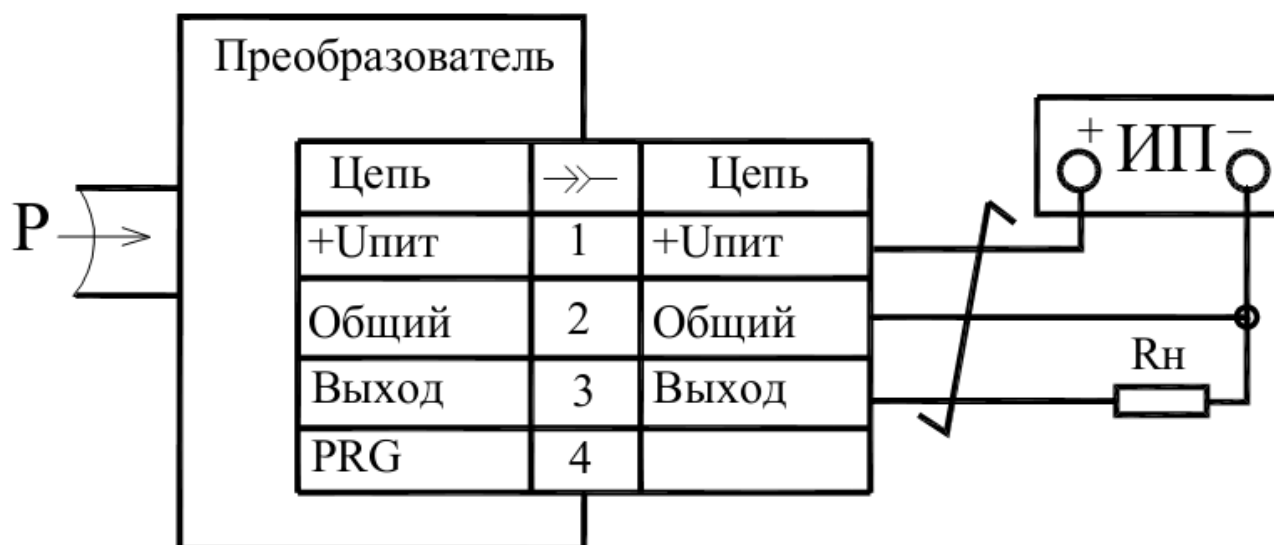 Преобразователь
+ ИП −
Цепь Цепь
P
+Uпит 1 +Uпит
Общий 2 Общий
Rн
Выход 3 Выход
PRG 4